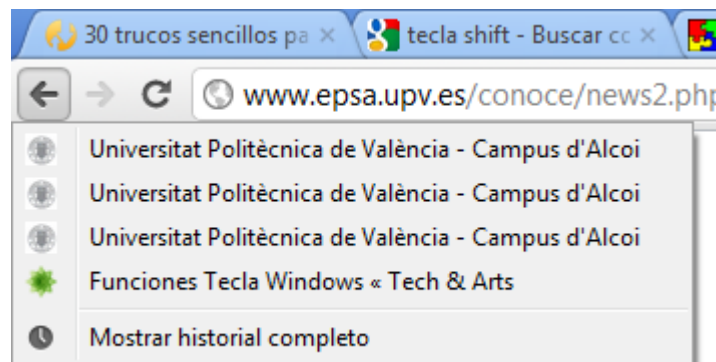 30 trucos sencillos pa
tecla shift - Buscar cc
www.epsa.upv.es/conoce/news2.php
Universitat Politècnica de València - Campus d'Alcoi
Universitat Politècnica de València - Campus d'Alcoi
Universitat Politècnica de València - Campus d'Alcoi
Funciones Tecla Windows « Tech & Arts
Mostrar historial completo